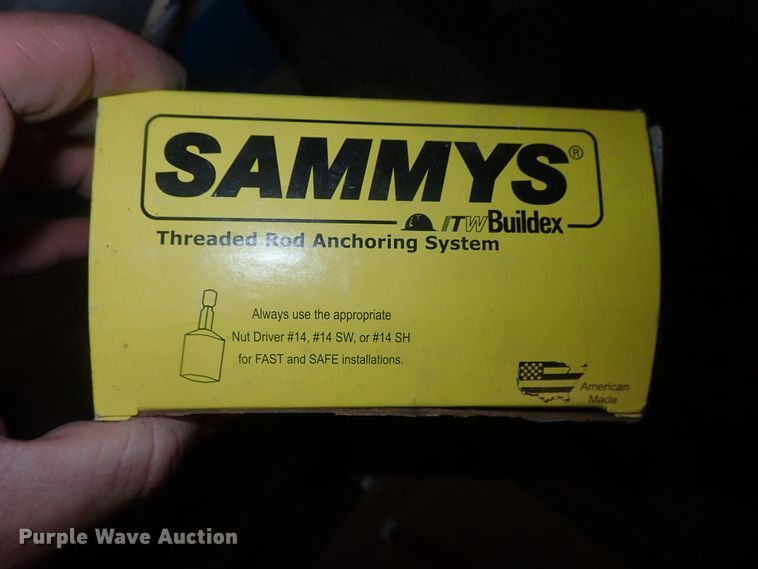 SAMMYS®
ITW Buildex
Threaded Rod Anchoring System
Always use the appropriate
Nut Driver #14, #14 SW, or #14 SH
for FAST and SAFE installations.
American
Made
Purple Wave Auction